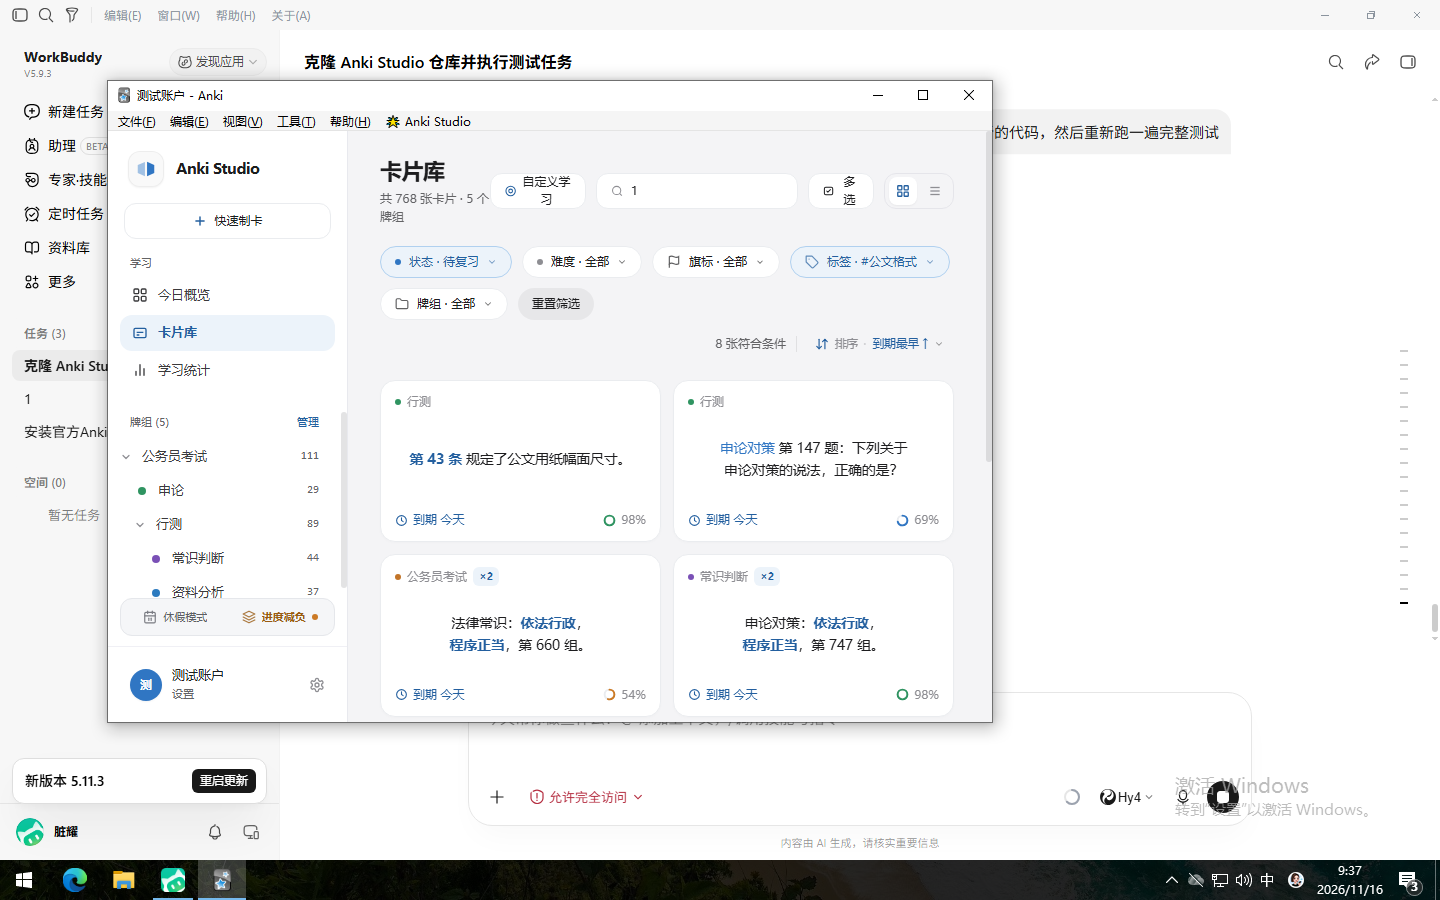 编辑(E) 窗口(W) 帮助(H) 关于(A)
WorkBuddy
V5.9.3
发现应用
新建任务
助理 BETA
专家·技能
定时任务
资料库
更多
任务 (3)
克隆 Anki Stu
1
安装官方Anki
空间 (0)
暂无任务
新版本 5.11.3
重启更新
脏耀
克隆 Anki Studio 仓库并执行测试任务
的代码，然后重新跑一遍完整测试
测试账户 - Anki
文件(F) 编辑(E) 视图(V) 工具(T) 帮助(H) Anki Studio
Anki Studio
快速制卡
学习
今日概览
卡片库
学习统计
牌组 (5) 管理
公务员考试 111
申论 29
行测 89
常识判断 44
资料分析 37
休假模式 进度减负
测 测试账户
设置
卡片库
共 768 张卡片 · 5 个
牌组
自定义学
习
1
多
选
状态 · 待复习
难度 · 全部
旗标 · 全部
标签 · #公文格式
牌组 · 全部
重置筛选
8 张符合条件 排序 · 到期最早↑
行测
第 43 条 规定了公文用纸幅面尺寸。
到期 今天 98%
行测
申论对策 第 147 题：下列关于
申论对策的说法，正确的是？
到期 今天 69%
公务员考试 ×2
法律常识：依法行政，
程序正当，第 660 组。
到期 今天 54%
常识判断 ×2
申论对策：依法行政，
程序正当，第 747 组。
到期 今天 98%
允许完全访问
Hy4
激活 Windows
转到“设置”以激活 Windows。
内容由 AI 生成，请核实重要信息
中
9:37
2026/11/16
3